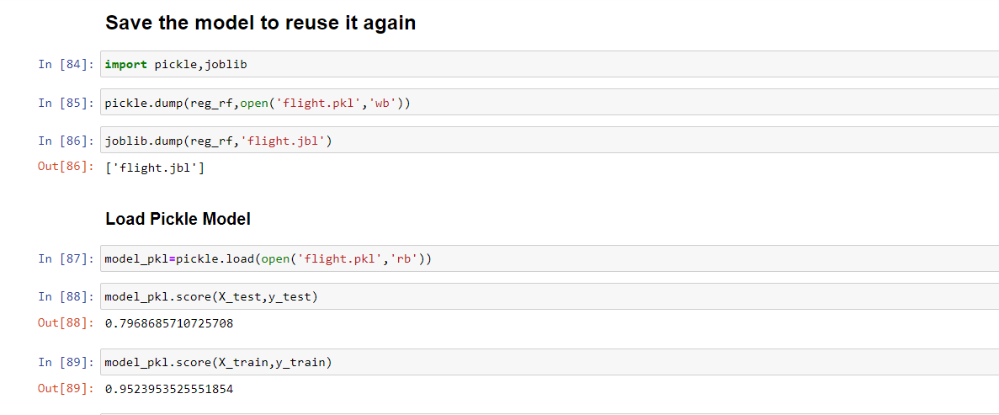 Save the model to reuse it again
In [84]: import pickle,joblib
In [85]: pickle.dump(reg_rf,open('flight.pkl','wb'))
In [86]: joblib.dump(reg_rf,'flight.jbl')
Out[86]: ['flight.jbl']
Load Pickle Model
In [87]: model_pkl=pickle.load(open('flight.pkl','rb'))
In [88]: model_pkl.score(X_test,y_test)
Out[88]: 0.7968685710725708
In [89]: model_pkl.score(X_train,y_train)
Out[89]: 0.9523953525551854